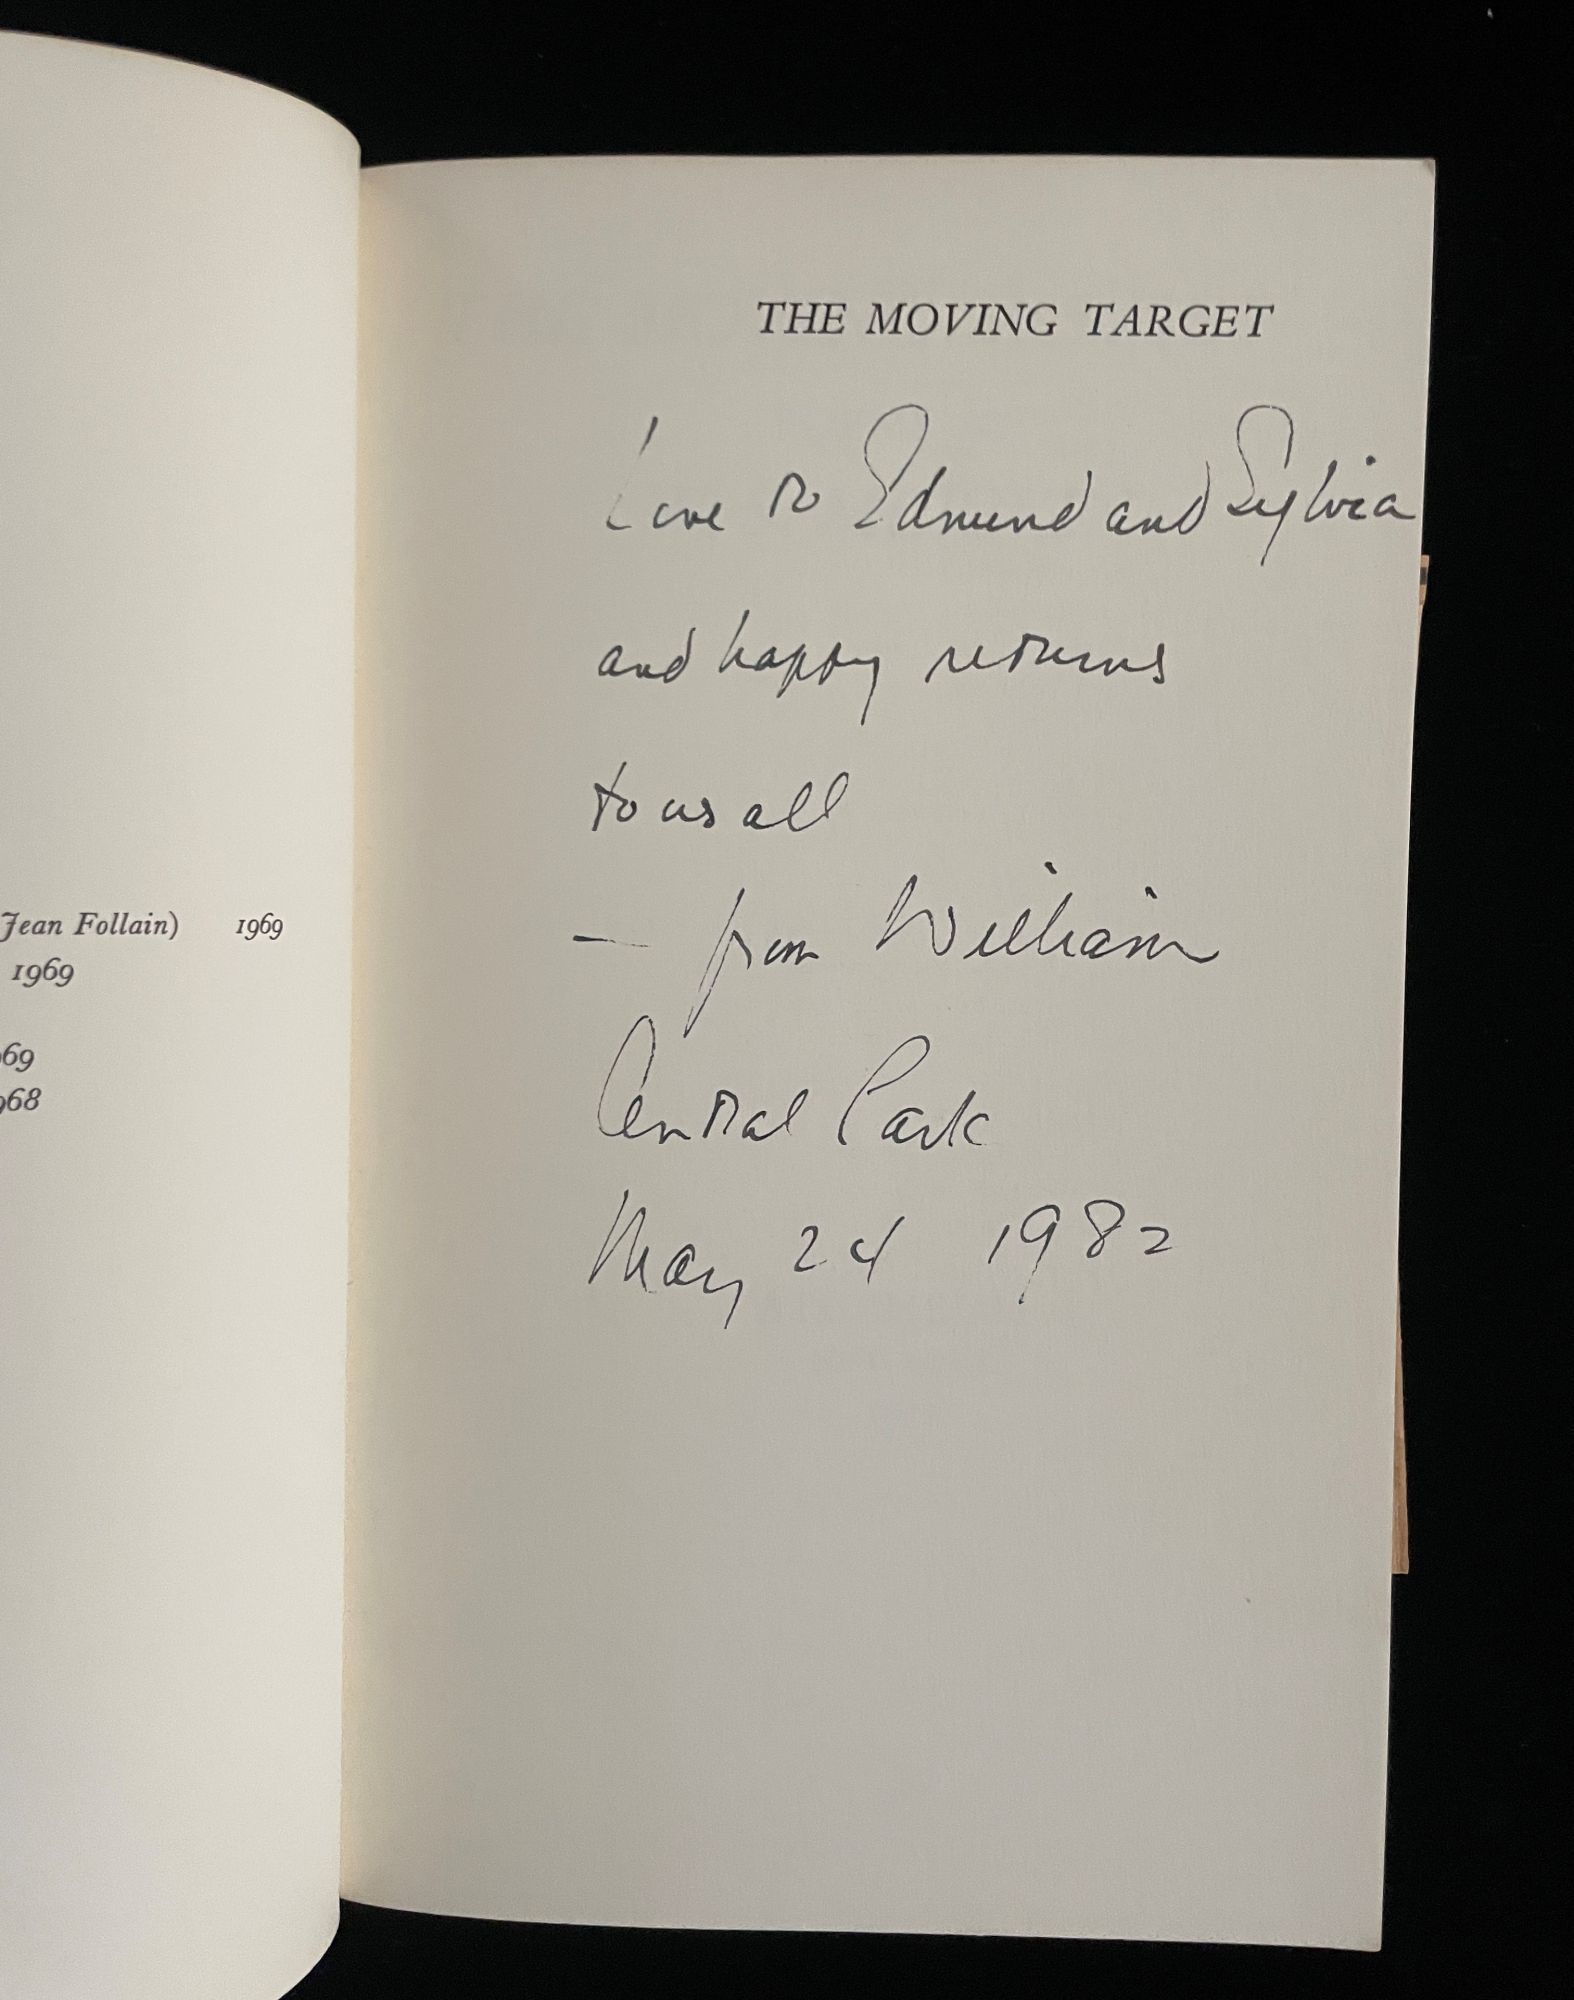 THE MOVING TARGET
Love to Edmund and Sylvia
and happy returns
to us all
— from William
Central Park
May 24 1982
Jean Follain) 1969
1969
69
968